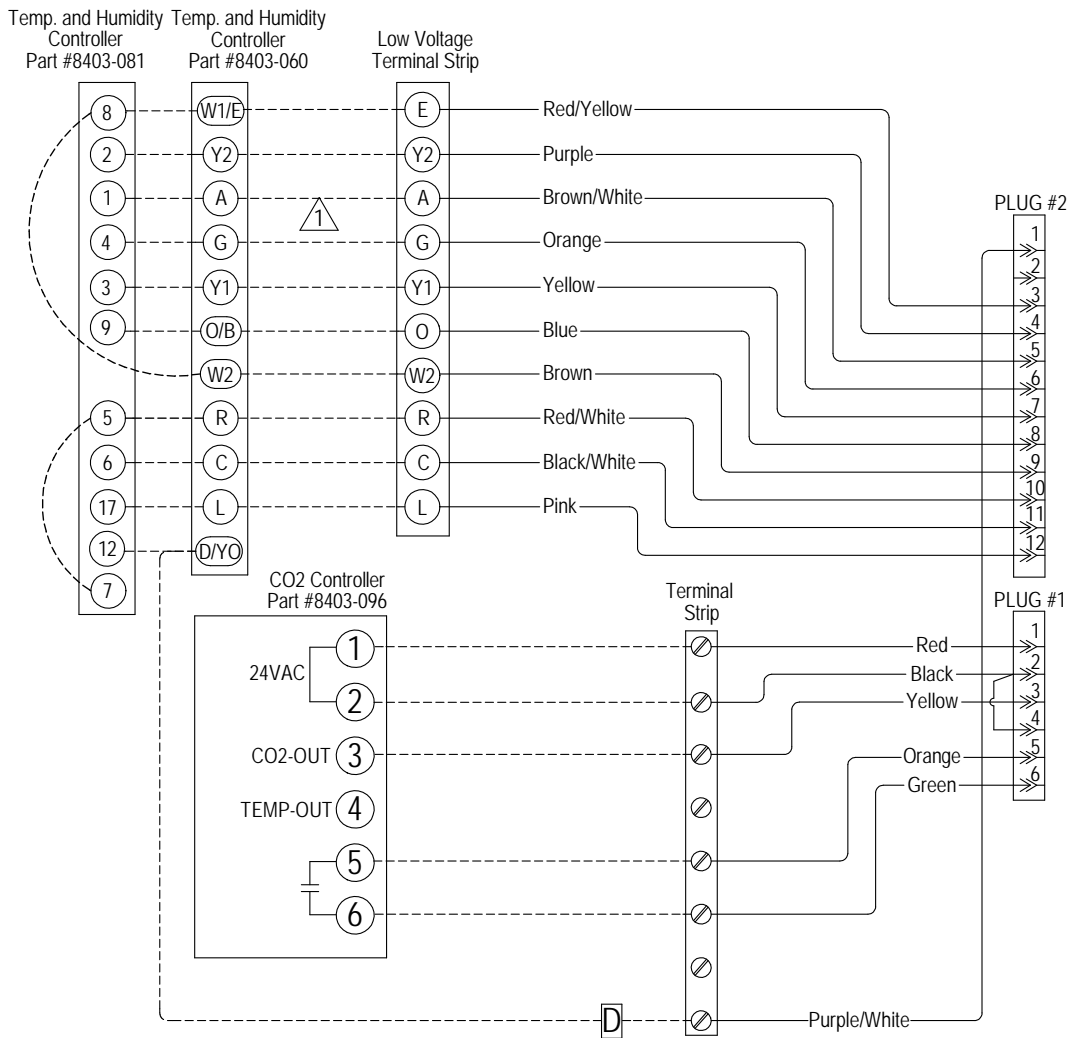 Temp. and Humidity
Controller
Part #8403-081
Temp. and Humidity
Controller
Part #8403-060
Low Voltage
Terminal Strip
8
W1/E
E
Red/Yellow
2
Y2
Y2
Purple
1
A
1
A
Brown/White
4
G
G
Orange
3
Y1
Y1
Yellow
9
O/B
O
Blue
W2
W2
Brown
5
R
R
Red/White
6
C
C
Black/White
17
L
L
Pink
12
D/YO
7
PLUG #2
1
2
3
4
5
6
7
8
9
10
11
12
CO2 Controller
Part #8403-096
Terminal
Strip
PLUG #1
24VAC
1
2
CO2-OUT
3
TEMP-OUT
4
5
6
Red
Black
Yellow
Orange
Green
1
2
3
4
5
6
D
Purple/White